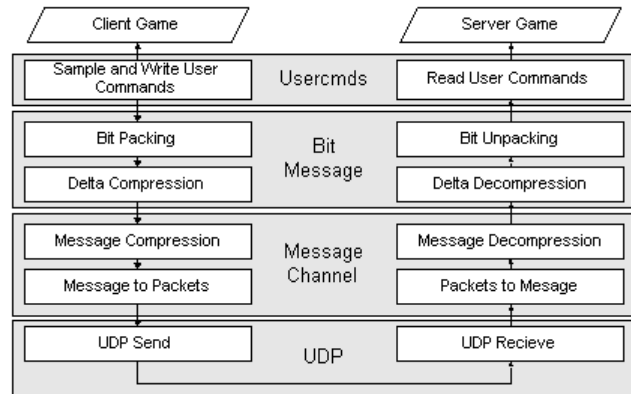 Client Game
Server Game
Sample and Write User
Commands
Usercmds
Read User Commands
Bit Packing
Bit
Message
Bit Unpacking
Delta Compression
Delta Decompression
Message Compression
Message
Channel
Message Decompression
Message to Packets
Packets to Mesage
UDP Send
UDP
UDP Recieve